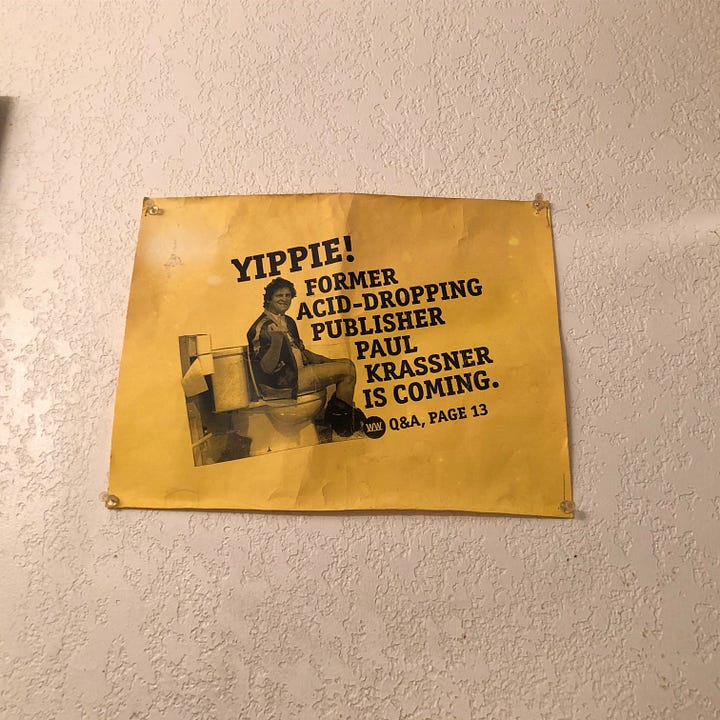 YIPPIE!
FORMER
ACID-DROPPING
PUBLISHER
PAUL
KRASSNER
IS COMING.
WW Q&A, PAGE 13